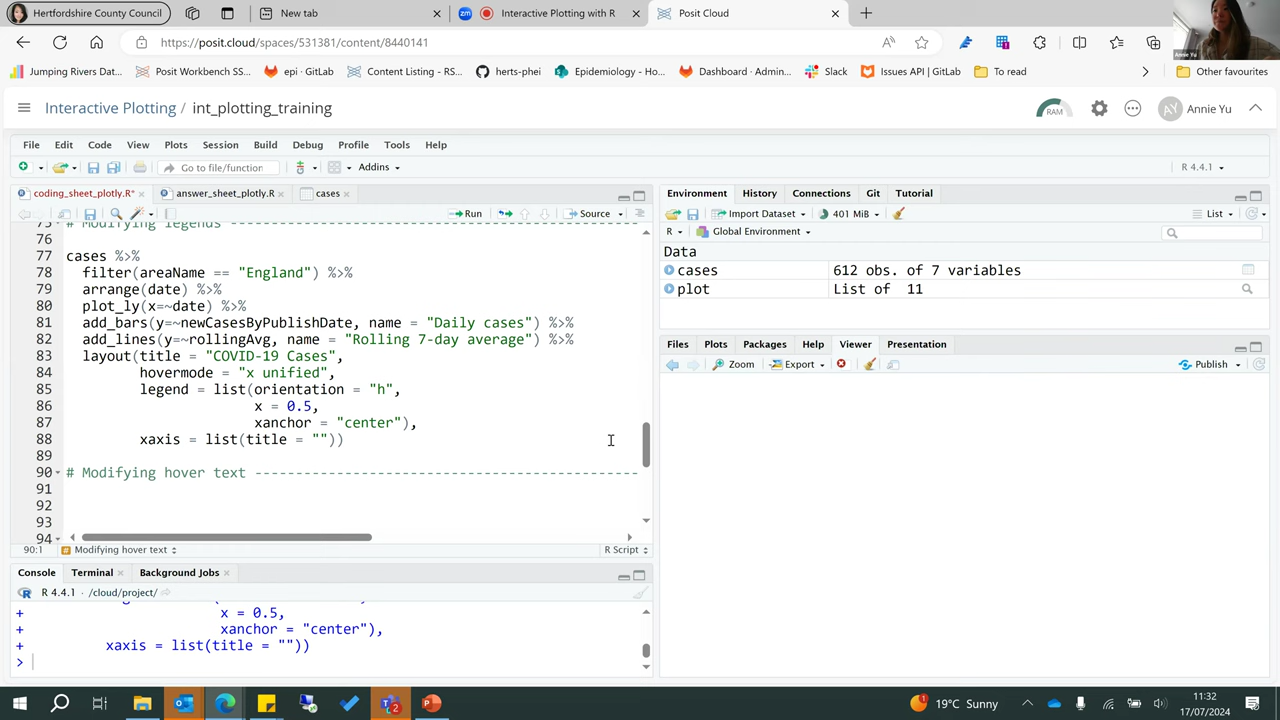 Hertfordshire County Council
New tab
Interactive Plotting with R
Posit Cloud
https://posit.cloud/spaces/531381/content/8440141
Annie Yu
Jumping Rivers Dat...
Posit Workbench SS...
epi · GitLab
Content Listing - RS...
herts-phei
Epidemiology - Ho...
Dashboard · Admin...
Slack
Issues API | GitLab
To read
Other favourites
Interactive Plotting / int_plotting_training
RAM
AY Annie Yu
File Edit Code View Plots Session Build Debug Profile Tools Help
Go to file/function
Addins
R 4.4.1
coding_sheet_plotly.R*
answer_sheet_plotly.R
cases
Run
Source
75 # Modifying legends -----------------------------------------------
76
77 cases %>%
78   filter(areaName == "England") %>%
79   arrange(date) %>%
80   plot_ly(x=~date) %>%
81   add_bars(y=~newCasesByPublishDate, name = "Daily cases") %>%
82   add_lines(y=~rollingAvg, name = "Rolling 7-day average") %>%
83   layout(title = "COVID-19 Cases",
84          hovermode = "x unified",
85          legend = list(orientation = "h",
86                        x = 0.5,
87                        xanchor = "center"),
88          xaxis = list(title = ""))
89
90 # Modifying hover text -----------------------------------------------
91
92
93
94
90:1
Modifying hover text
R Script
Console
Terminal
Background Jobs
R 4.4.1 · /cloud/project/
+ x = 0.5,
+ xanchor = "center"),
+ xaxis = list(title = ""))
>
Environment
History
Connections
Git
Tutorial
Import Dataset
401 MiB
List
R
Global Environment
Data
cases 612 obs. of 7 variables
plot List of 11
Files
Plots
Packages
Help
Viewer
Presentation
Zoom
Export
Publish
19°C Sunny
11:32
17/07/2024